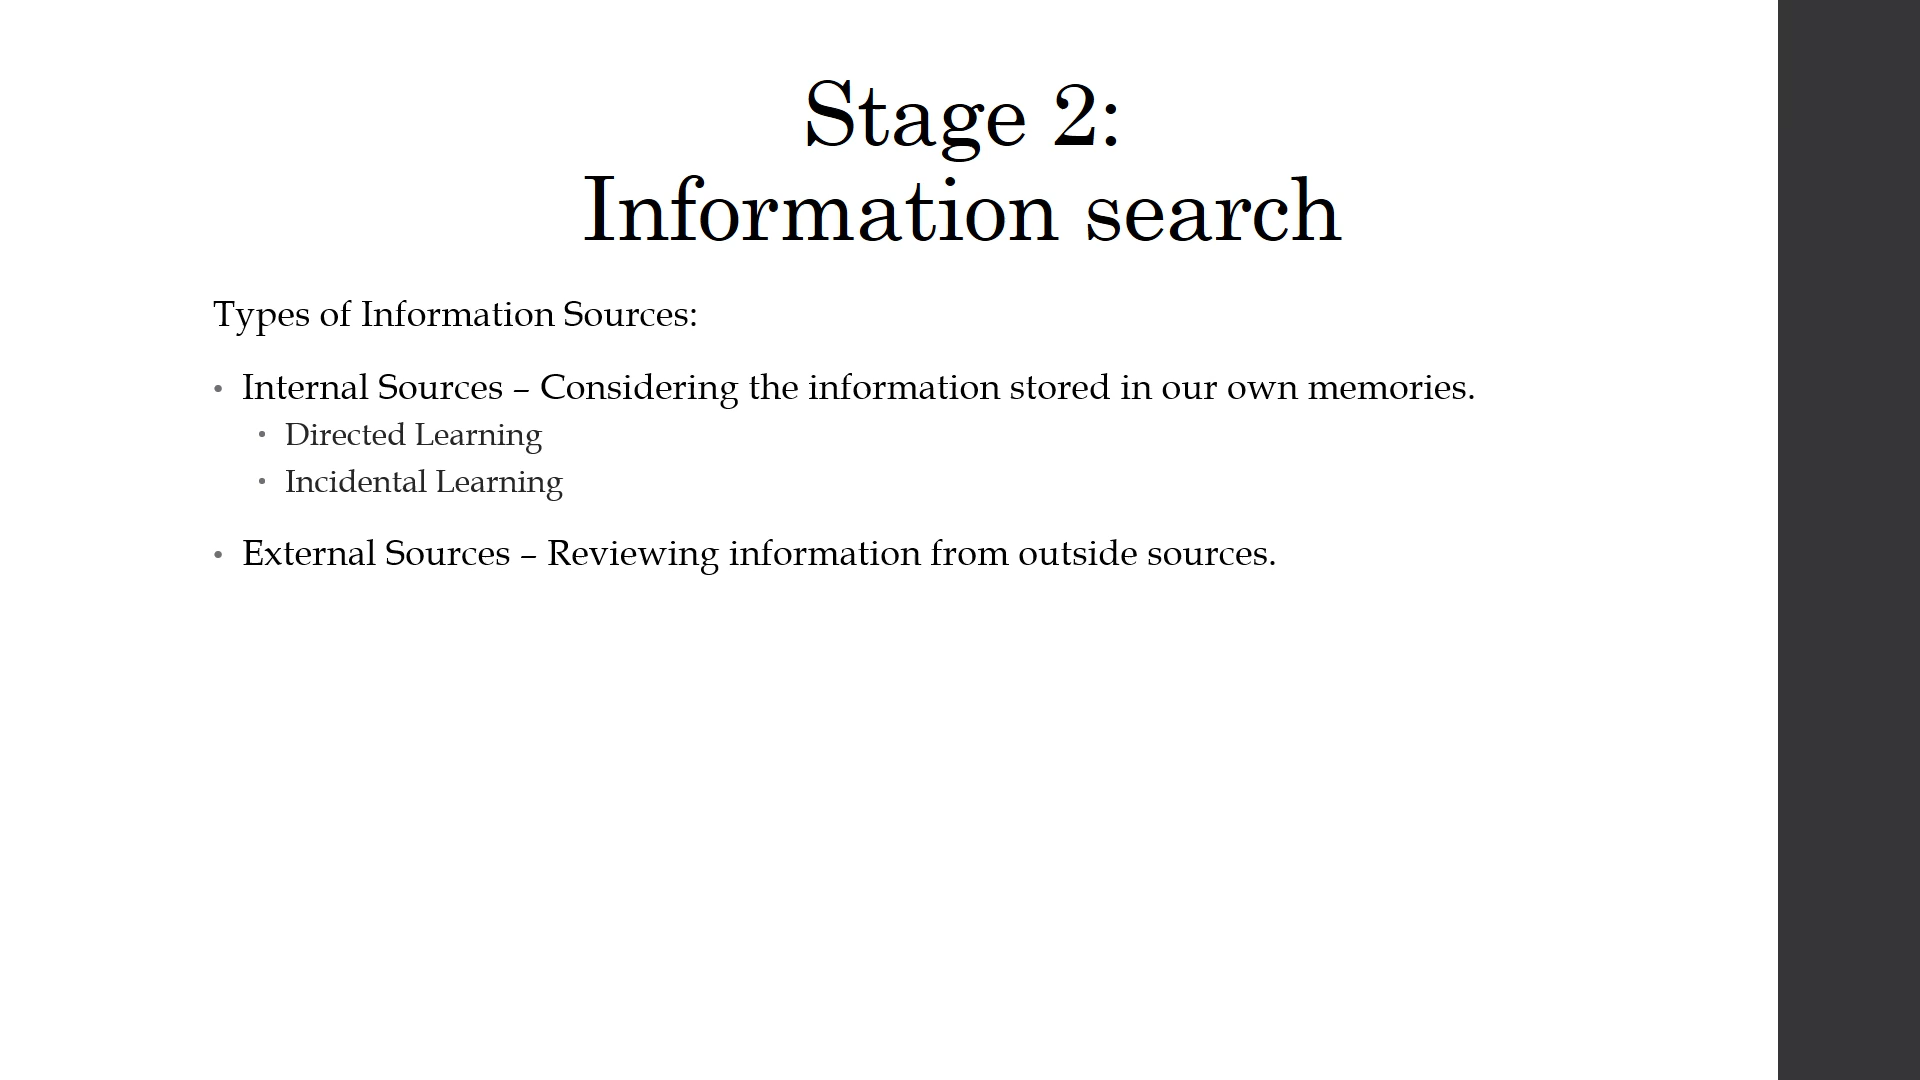 Stage 2:
Information search
Types of Information Sources:
• Internal Sources – Considering the information stored in our own memories.
• Directed Learning
• Incidental Learning
• External Sources – Reviewing information from outside sources.